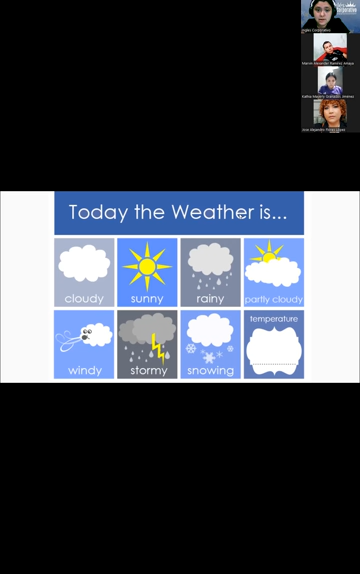 Today the Weather is...
cloudy
sunny
rainy
partly cloudy
windy
stormy
snowing
temperature